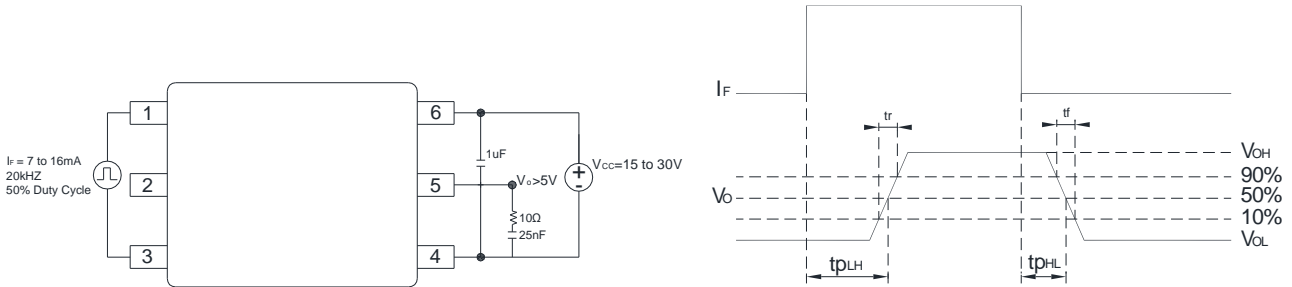 1
2
3
6
5
4
IF = 7 to 16mA
20kHZ
50% Duty Cycle
1uF
Vo>5V
10Ω
25nF
+
-
VCC=15 to 30V
IF
tr
tf
VO
VOH
90%
50%
10%
VOL
tpLH
tpHL